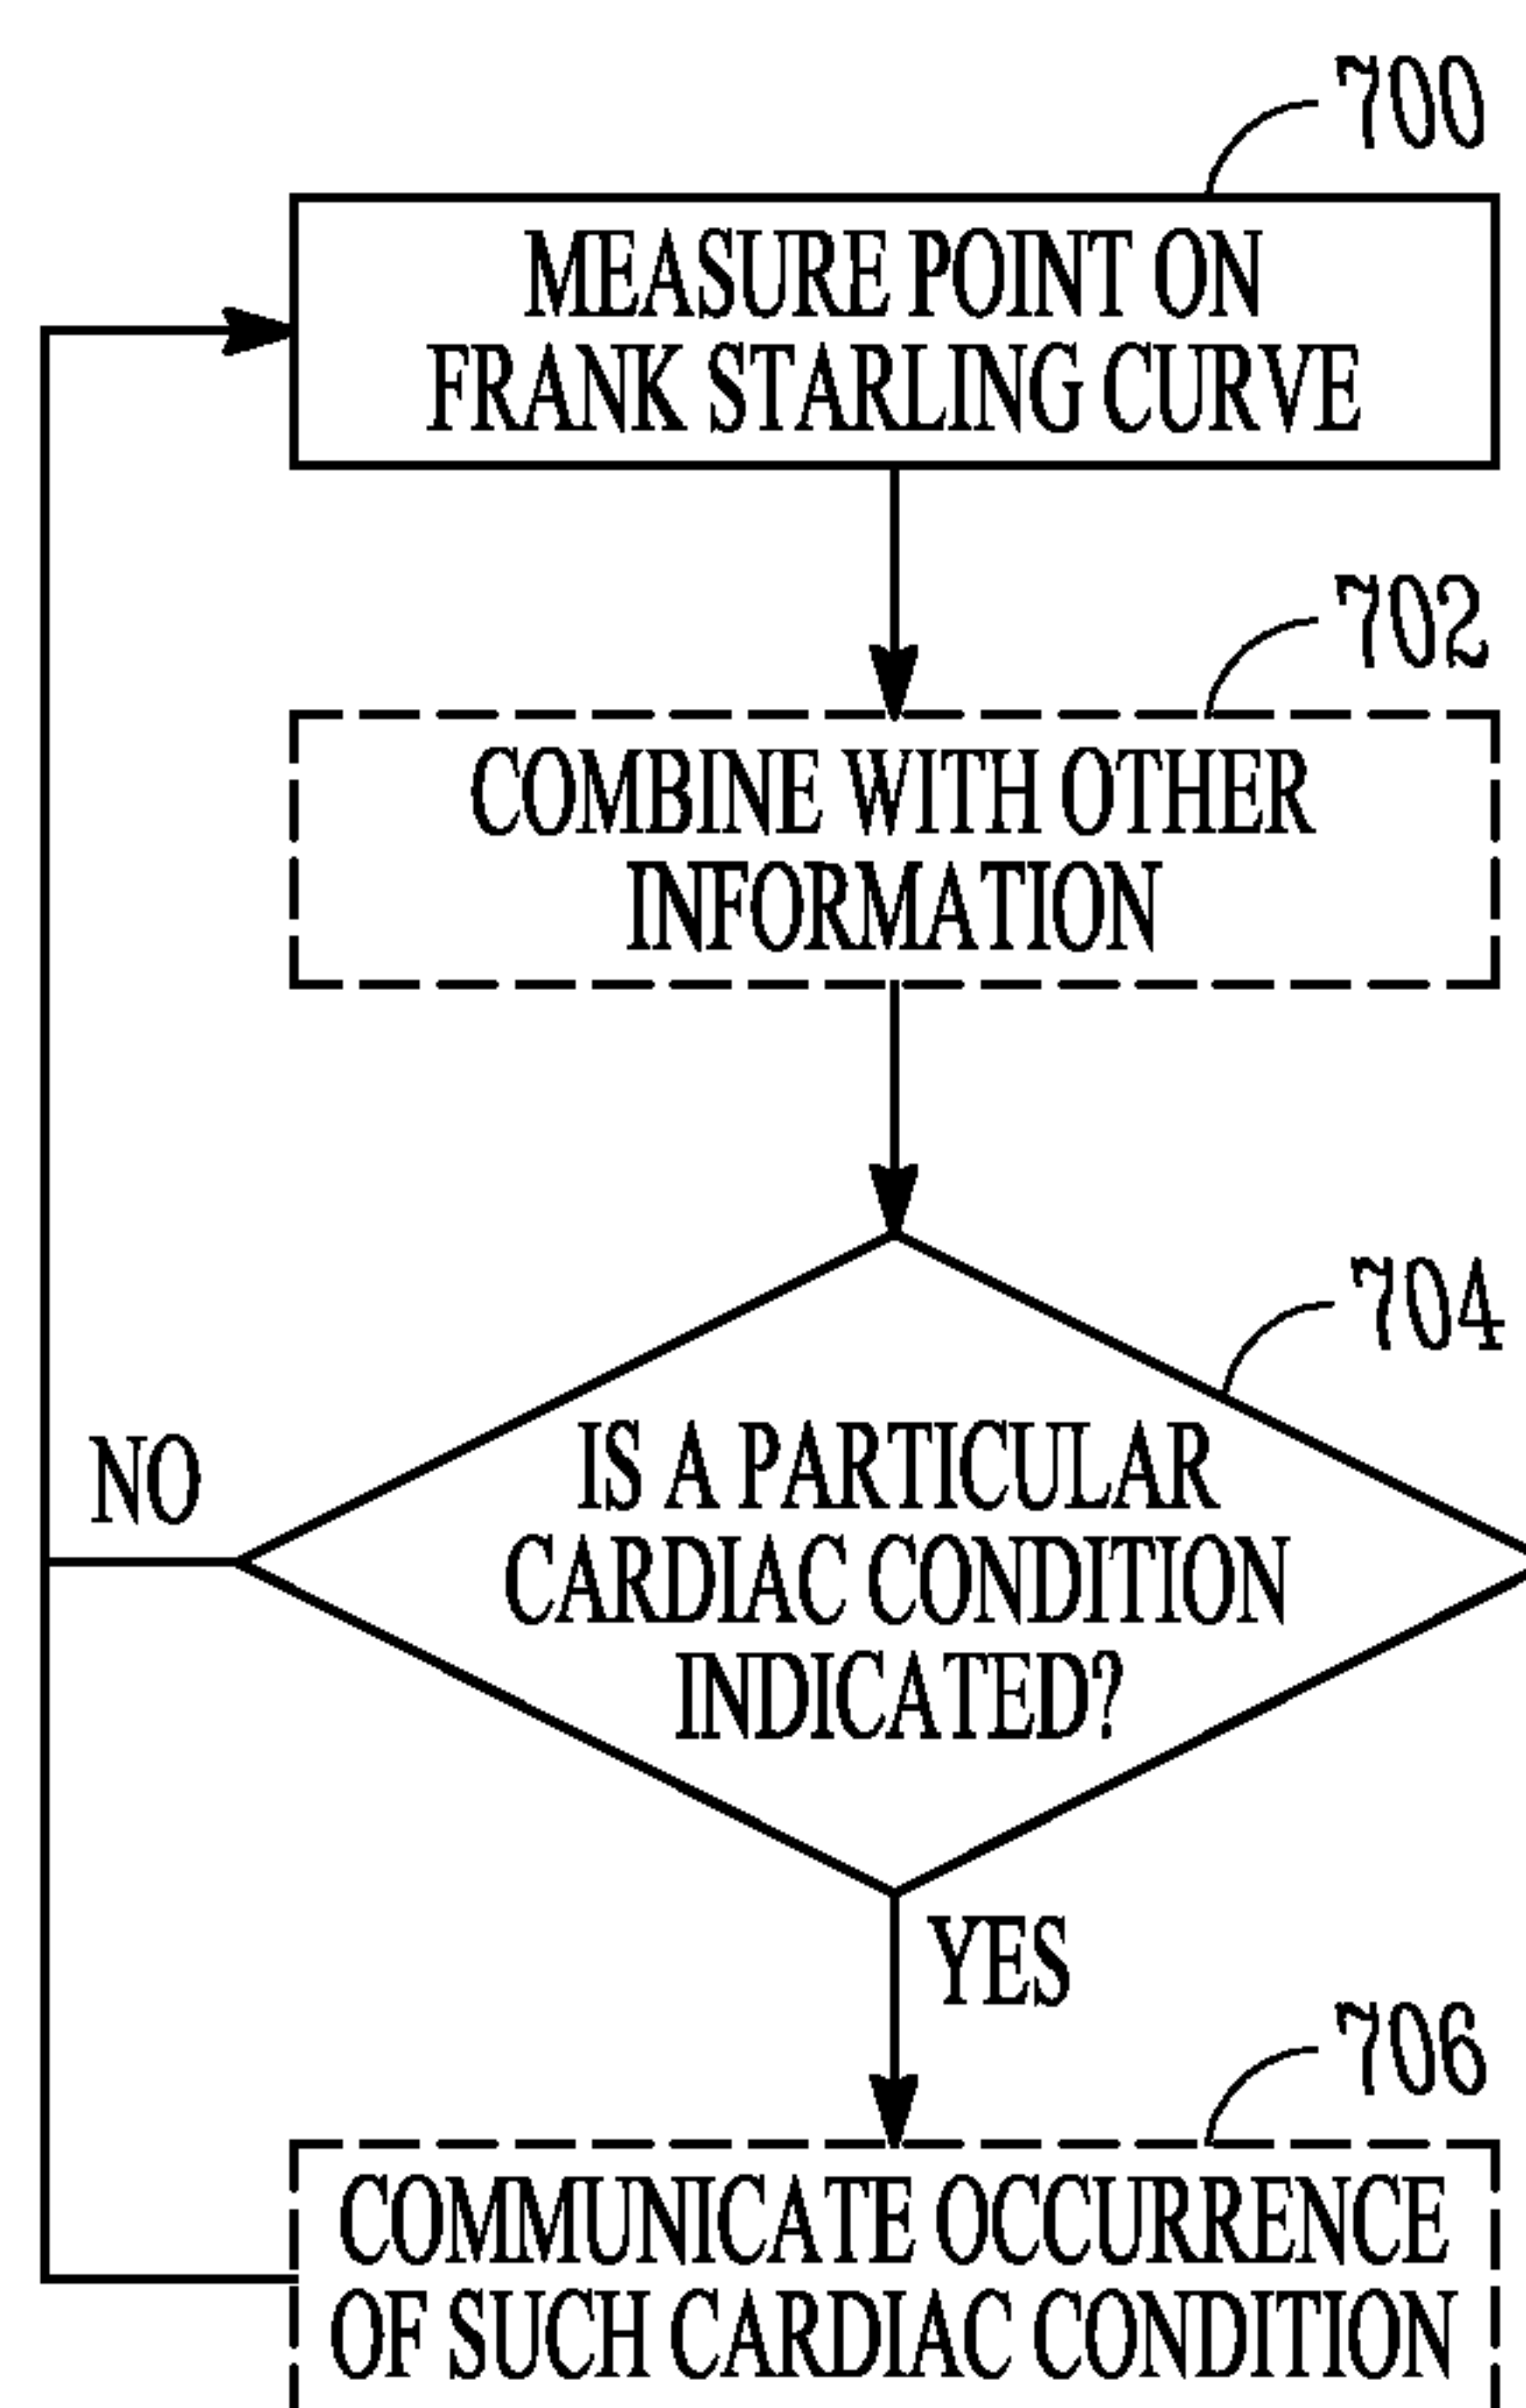 700
MEASURE POINT ON
FRANK STARLING CURVE
702
COMBINE WITH OTHER
INFORMATION
704
IS A PARTICULAR
CARDIAC CONDITION
INDICATED?
NO
YES
706
COMMUNICATE OCCURRENCE
OF SUCH CARDIAC CONDITION